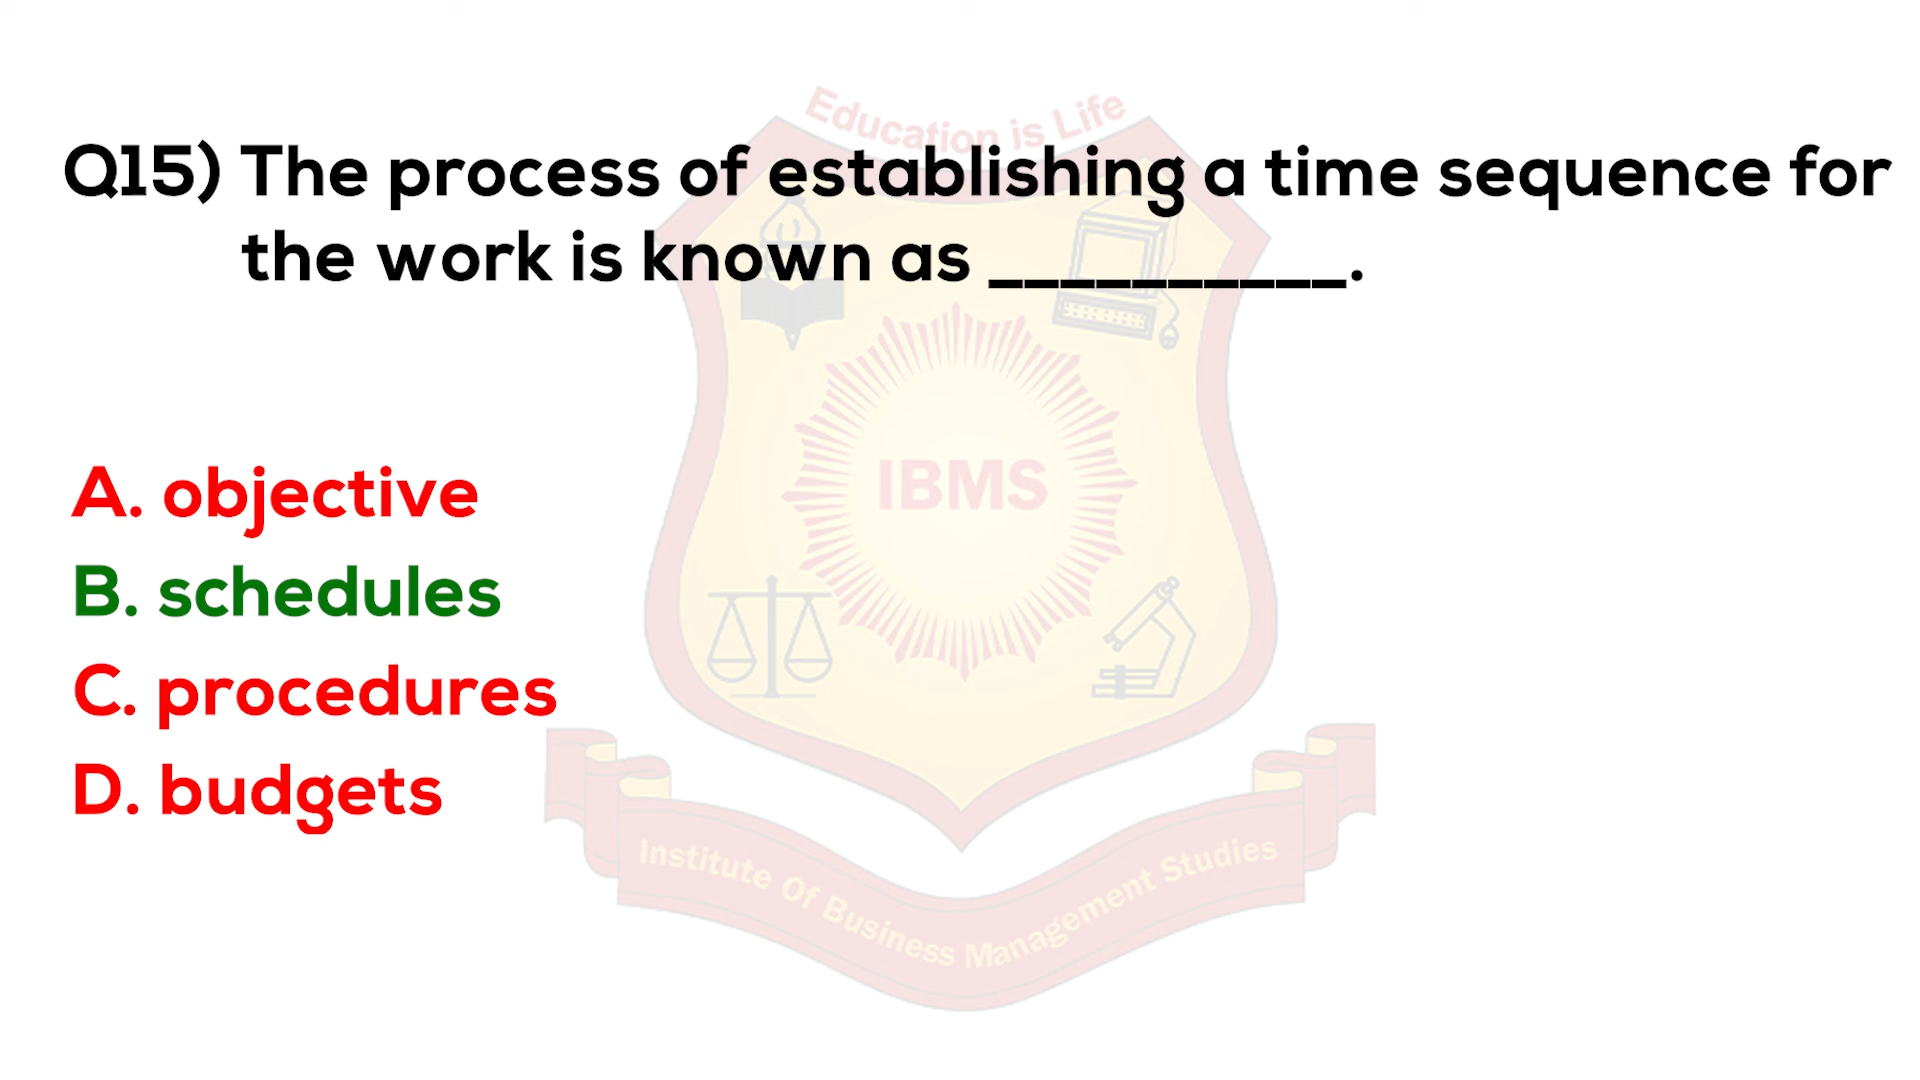 Education is Life
Q15) The process of establishing a time sequence for
the work is known as __________.
IBMS
A. objective
B. schedules
C. procedures
D. budgets
Institute Of Business Management Studies